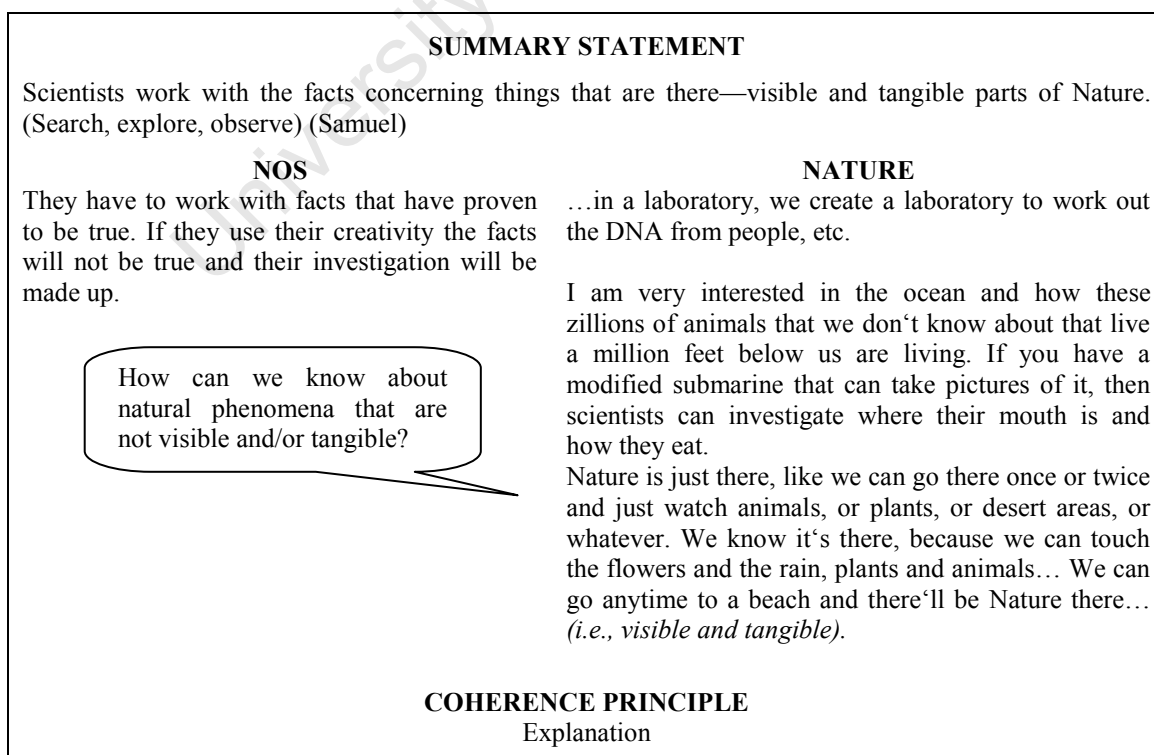 SUMMARY STATEMENT
Scientists work with the facts concerning things that are there—visible and tangible parts of Nature.
(Search, explore, observe) (Samuel)
NOS
They have to work with facts that have proven
to be true. If they use their creativity the facts
will not be true and their investigation will be
made up.
How can we know about
natural phenomena that are
not visible and/or tangible?
NATURE
…in a laboratory, we create a laboratory to work out
the DNA from people, etc.
I am very interested in the ocean and how these
zillions of animals that we don‘t know about that live
a million feet below us are living. If you have a
modified submarine that can take pictures of it, then
scientists can investigate where their mouth is and
how they eat.
Nature is just there, like we can go there once or twice
and just watch animals, or plants, or desert areas, or
whatever. We know it‘s there, because we can touch
the flowers and the rain, plants and animals… We can
go anytime to a beach and there‘ll be Nature there…
(i.e., visible and tangible).
COHERENCE PRINCIPLE
Explanation
University